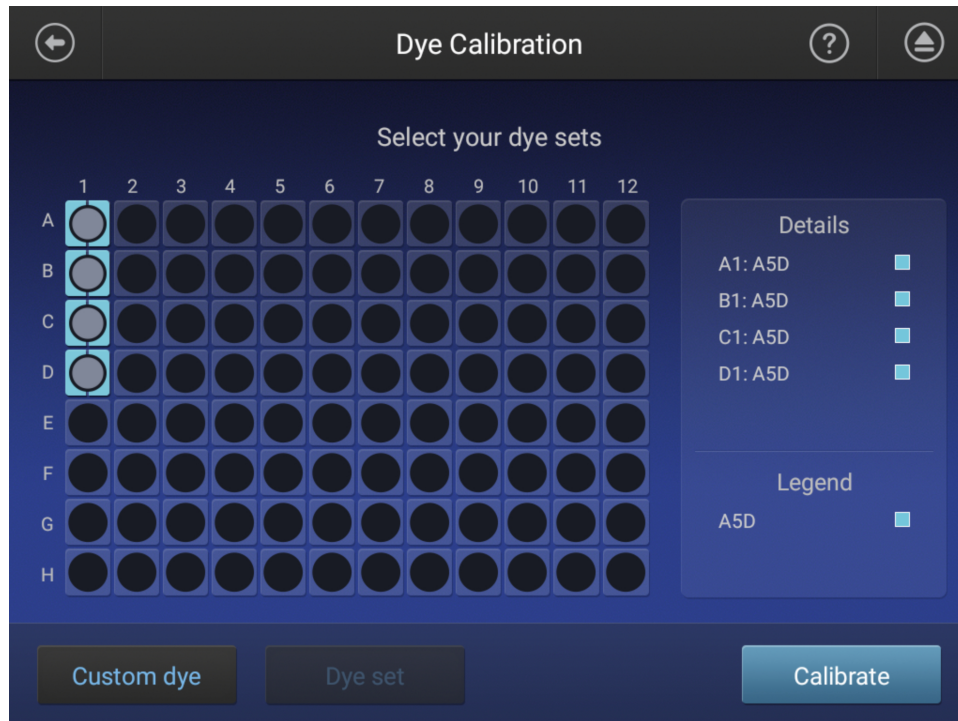 Dye Calibration
?
Select your dye sets
1 2 3 4 5 6 7 8 9 10 11 12
A
B
C
D
E
F
G
H
Details
A1: A5D
B1: A5D
C1: A5D
D1: A5D
Legend
A5D
Custom dye
Dye set
Calibrate